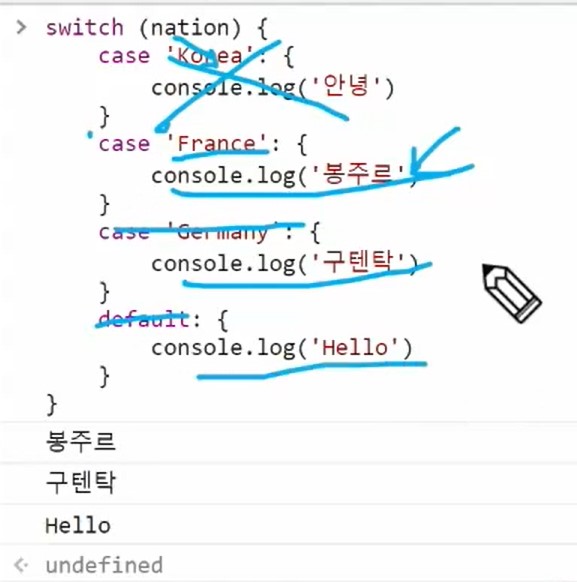 switch (nation) {
case 'Korea': {
console.log('안녕')
}
case 'France': {
console.log('봉주르')
}
case 'Germany': {
console.log('구텐탁')
}
default: {
console.log('Hello')
}
}
봉주르
구텐탁
Hello
undefined